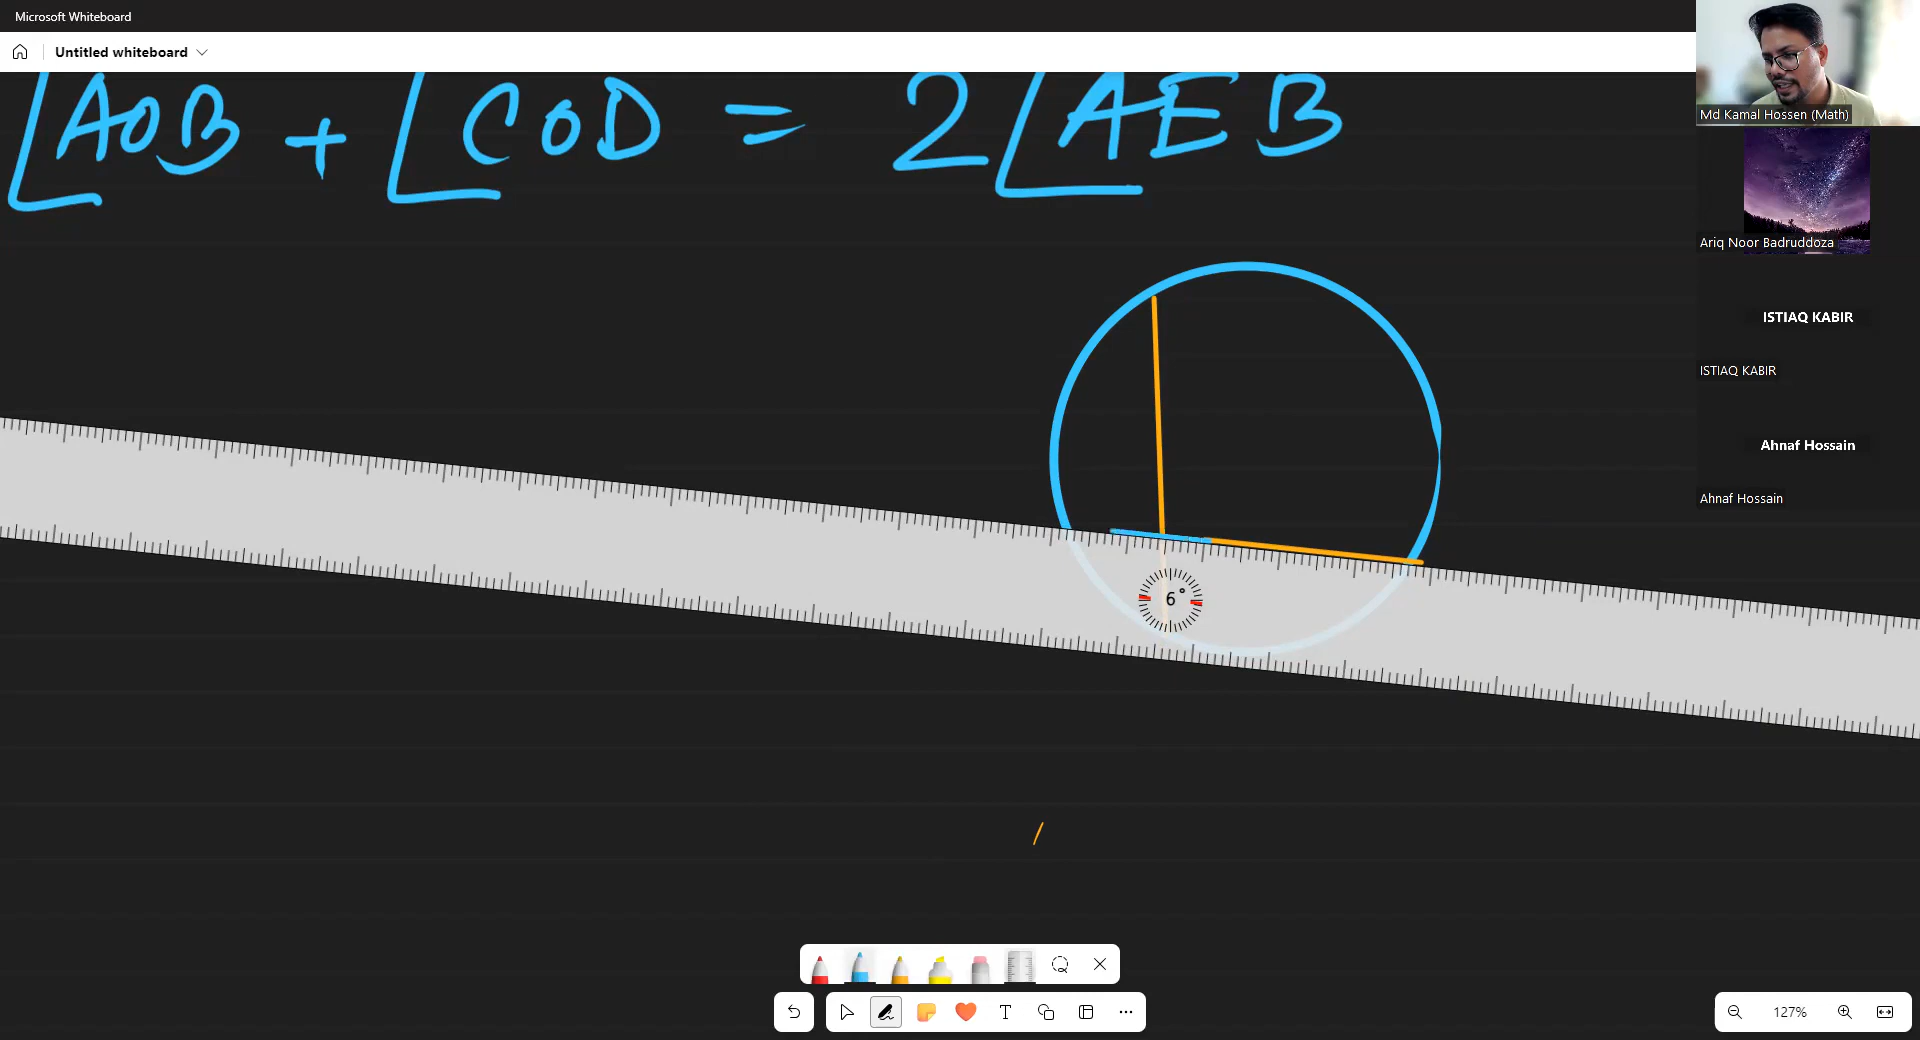 Microsoft Whiteboard
Untitled whiteboard
∠AOB + ∠COD = 2∠AEB
6°
Md Kamal Hossen (Math)
Ariq Noor Badruddoza
ISTIAQ KABIR
ISTIAQ KABIR
Ahnaf Hossain
Ahnaf Hossain
T
127%